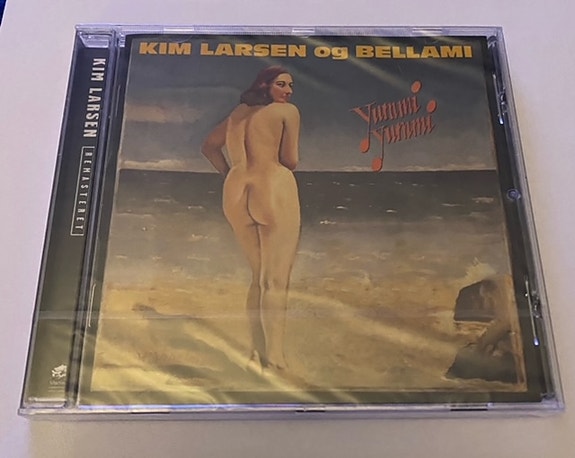 KIM LARSEN OG BELLAMI
Yummi
Yummi
KIM LARSEN
REMASTERET